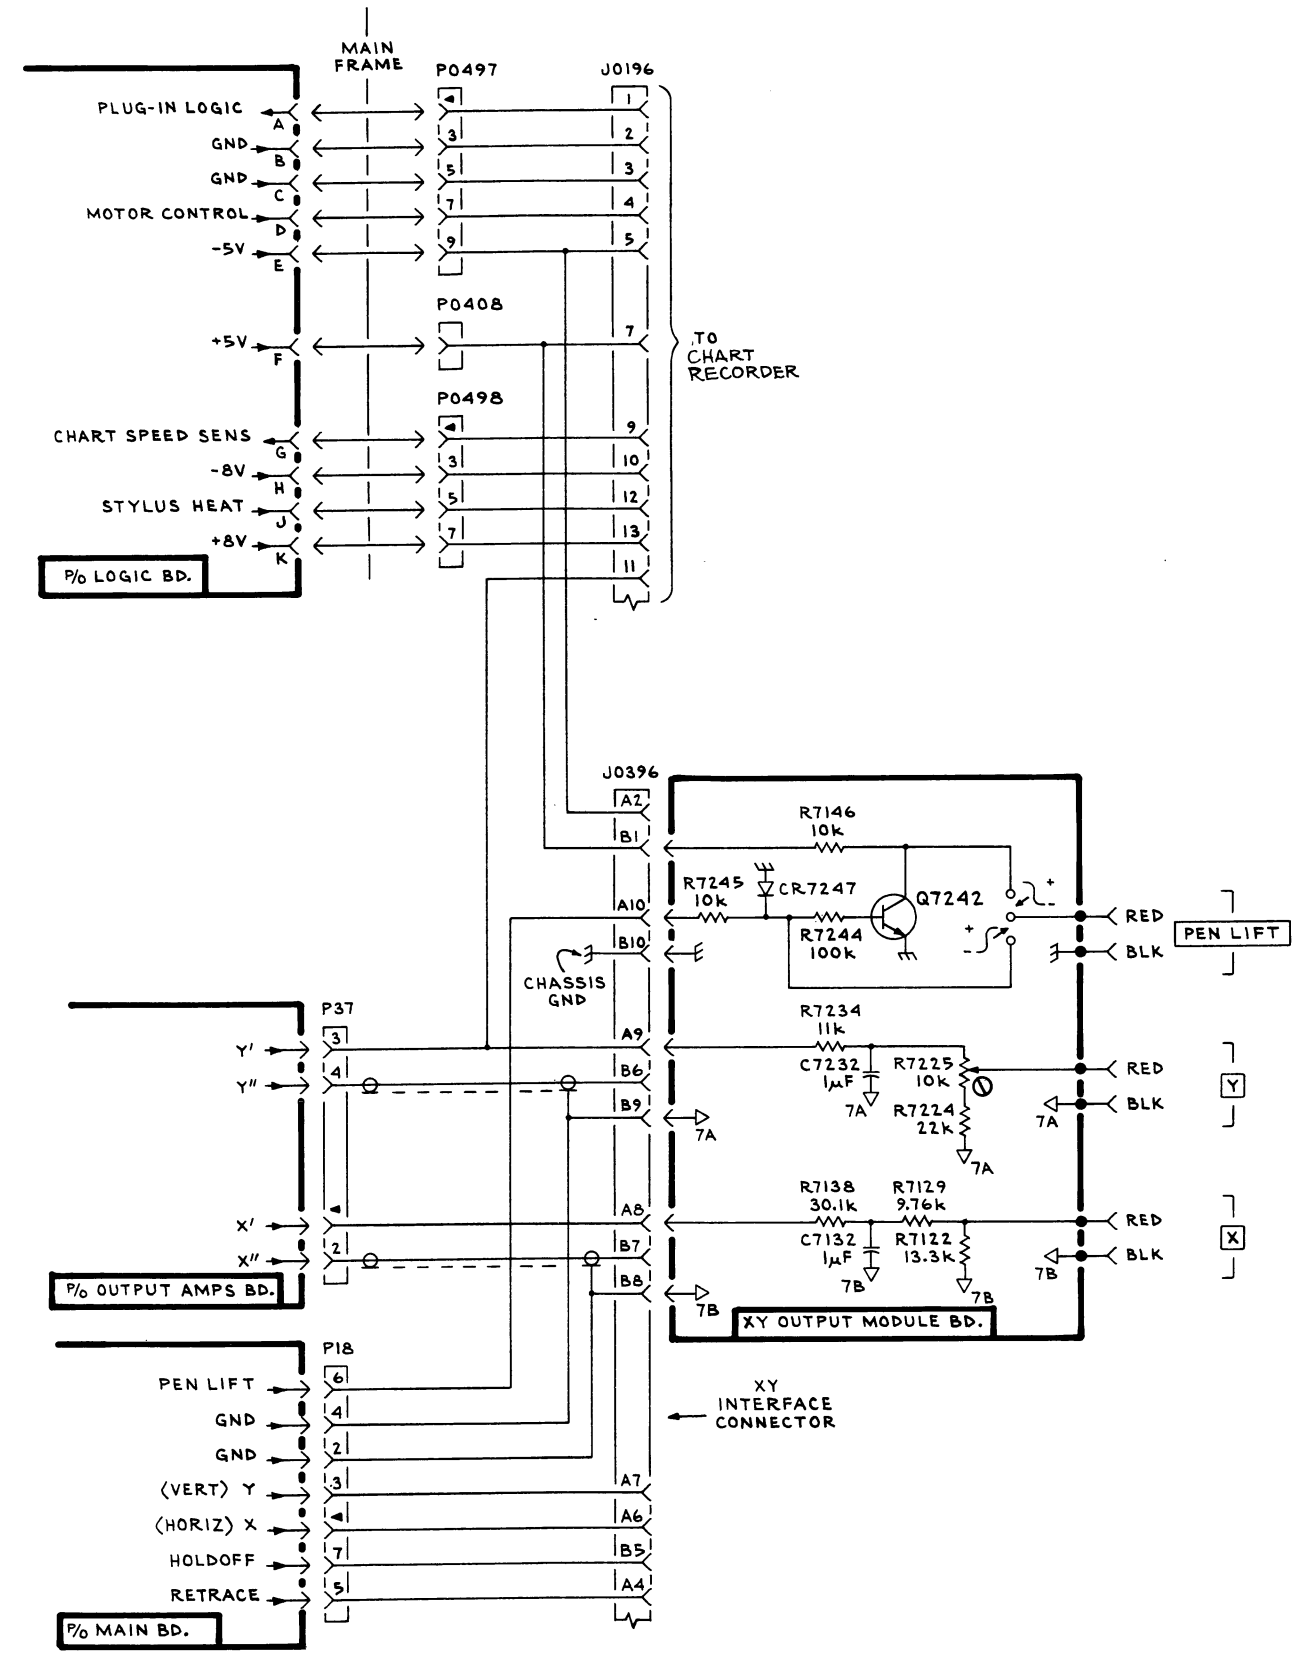 MAIN
FRAME
P0497
J0196
PLUG-IN LOGIC
A
1
GND
B
3
2
GND
C
5
3
MOTOR CONTROL
D
7
4
-5V
E
9
5
P0408
+5V
F
7
TO
CHART
RECORDER
P0498
CHART SPEED SENS
G
9
-8V
H
3
10
STYLUS HEAT
J
5
12
+8V
K
7
13
11
P/O LOGIC BD.
J0396
A2
B1
R7146
10k
R7245
10k
CR7247
Q7242
A10
R7244
100k
+
-
+
-
RED
BLK
PEN LIFT
B10
CHASSIS
GND
P37
Y'
3
A9
R7234
11k
C7232
1µF
7A
R7225
10k
R7224
22k
7A
RED
7A
BLK
Y
Y"
4
B6
B9
7A
X'
A8
R7138
30.1k
R7129
9.76k
C7132
1µF
7B
R7122
13.3k
7B
RED
7B
BLK
X
X"
2
B7
B8
7B
P/O OUTPUT AMPS BD.
XY OUTPUT MODULE BD.
P18
PEN LIFT
6
XY
INTERFACE
CONNECTOR
GND
4
GND
2
(VERT) Y
3
A7
(HORIZ) X
A6
HOLDOFF
7
B5
RETRACE
5
A4
P/O MAIN BD.